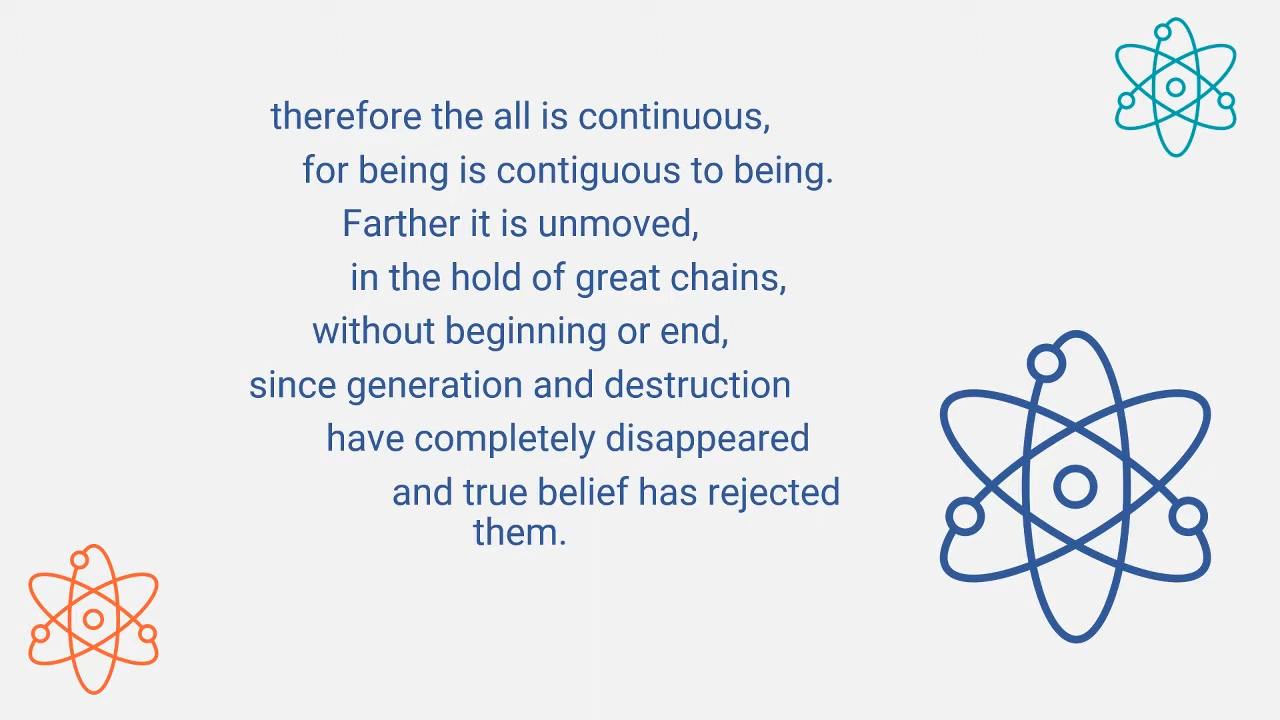 therefore the all is continuous,
for being is contiguous to being.
Farther it is unmoved,
in the hold of great chains,
without beginning or end,
since generation and destruction
have completely disappeared
and true belief has rejected
them.